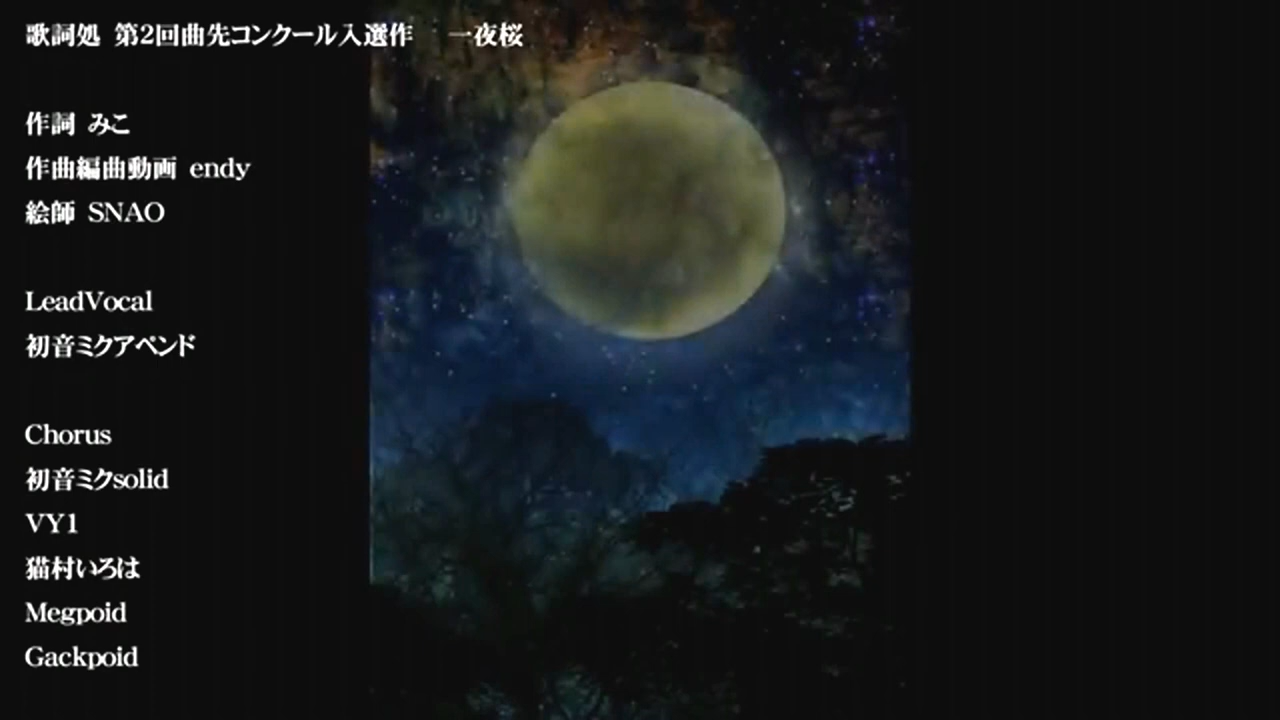 歌詞処 第2回曲先コンクール入選作 一夜桜
作詞 みこ
作曲編曲動画 endy
絵師 SNAO
LeadVocal
初音ミクアペンド
Chorus
初音ミクsolid
VY1
猫村いろは
Megpoid
Gackpoid